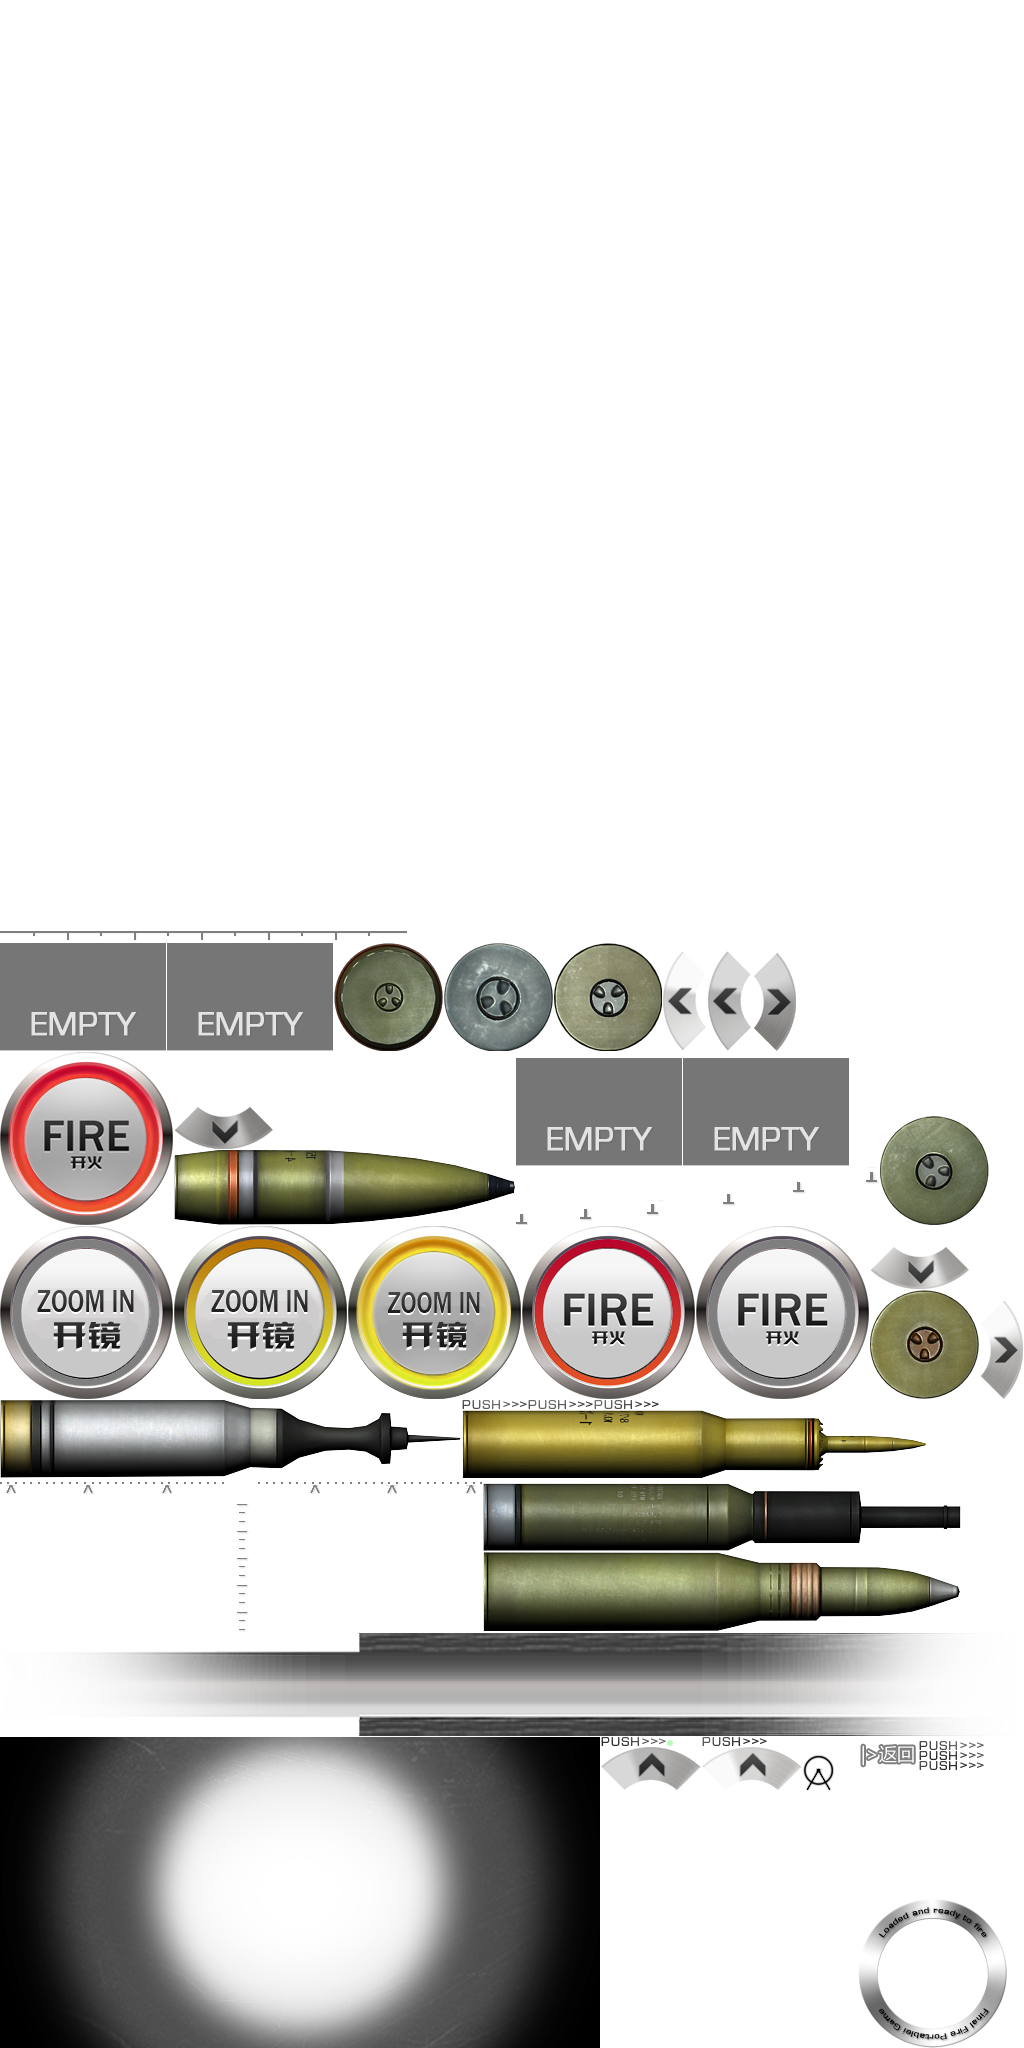 EMPTY
EMPTY
FIRE
开火
EMPTY
EMPTY
ZOOM IN
开镜
ZOOM IN
开镜
ZOOM IN
开镜
FIRE
开火
FIRE
开火
PUSH>>>PUSH>>>PUSH>>>
PUSH>>>
PUSH>>>
返回
PUSH>>>
PUSH>>>
PUSH>>>
Loaded and ready to fire
Final Fire Portablei Game